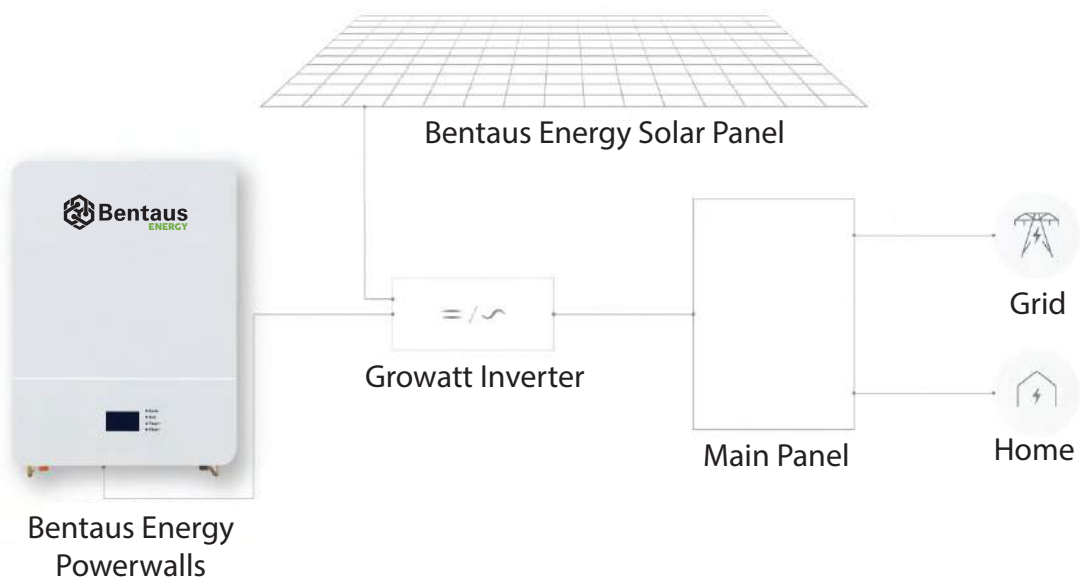 Bentaus Energy Solar Panel
Bentaus
ENERGY
Grid
Growatt Inverter
Main Panel
Home
Bentaus Energy
Powerwalls